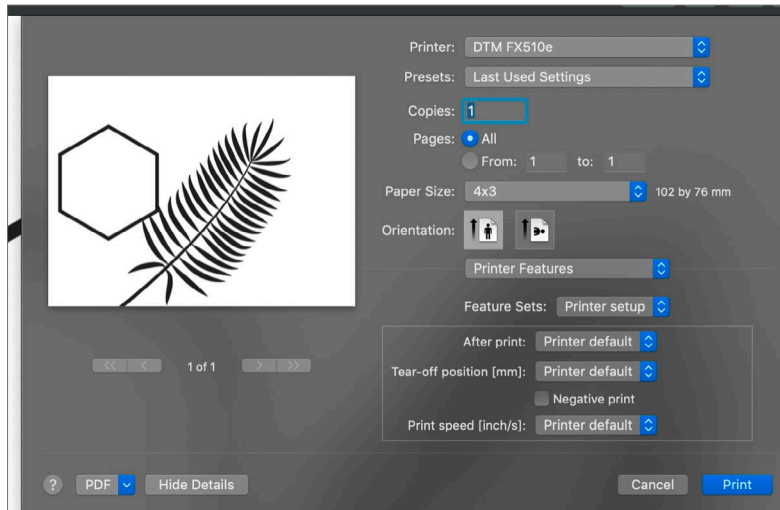 Printer: DTM FX510e
Presets: Last Used Settings
Copies: 1
Pages: All
From: 1 to: 1
Paper Size: 4x3 102 by 76 mm
Orientation:
Printer Features
Feature Sets: Printer setup
After print: Printer default
Tear-off position [mm]: Printer default
Negative print
Print speed [inch/s]: Printer default
<< < 1 of 1 > >>
? PDF Hide Details Cancel Print